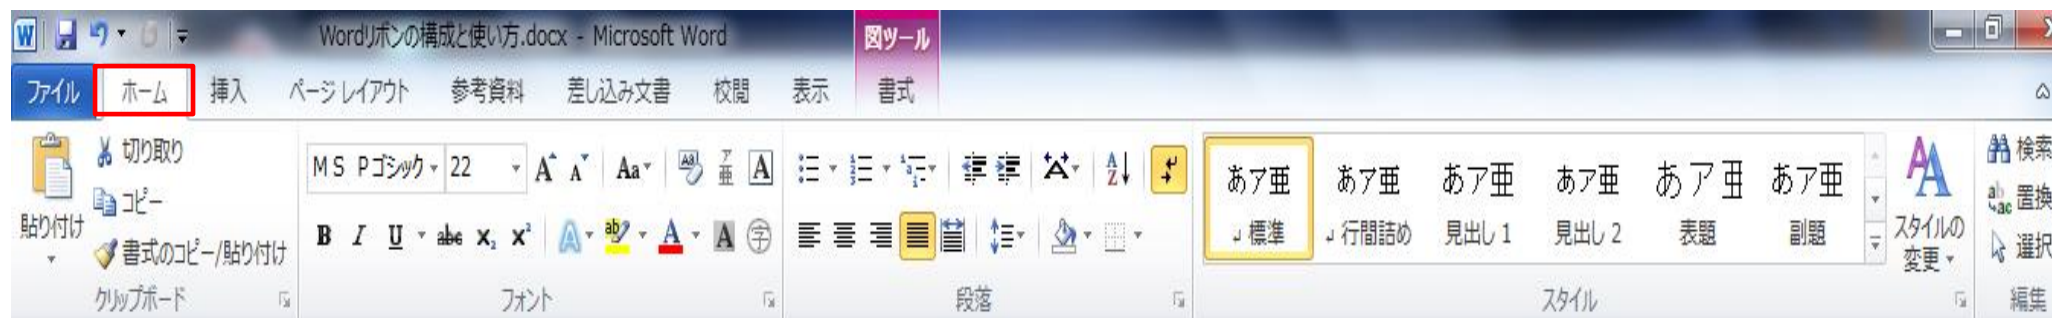 Wordリボンの構成と使い方.docx - Microsoft Word
図ツール
ファイル ホーム 挿入 ページ レイアウト 参考資料 差し込み文書 校閲 表示 書式
貼り付け
切り取り
コピー
書式のコピー/貼り付け
クリップボード
MS Pゴシック 22 A A Aa
B I U abc x₂ x²
フォント
段落
あア亜 標準
あア亜 行間詰め
あア亜 見出し 1
あア亜 見出し 2
あア亜 表題
あア亜 副題
スタイルの
変更
スタイル
検索
置換
選択
編集